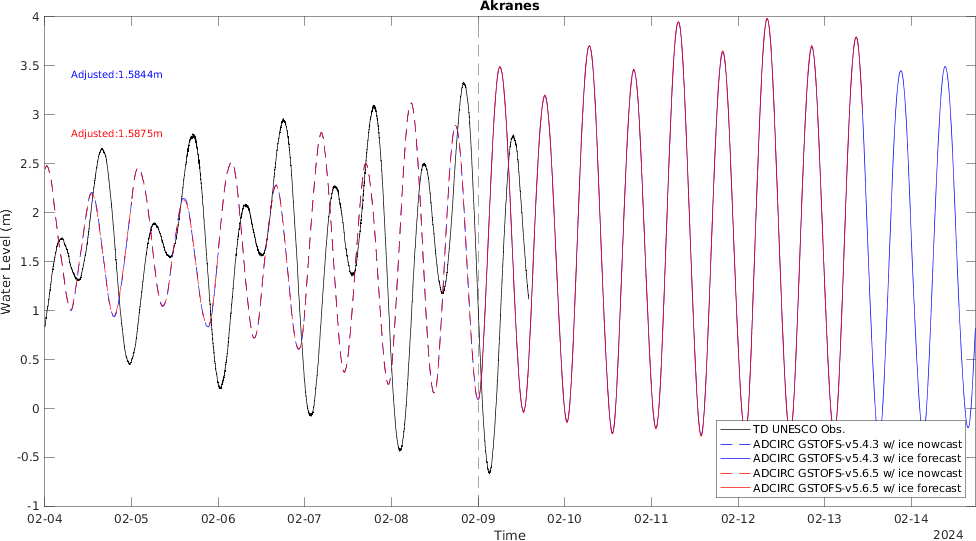 Akranes
Adjusted:1.5844m
Adjusted:1.5875m
Water Level (m)
4
3.5
3
2.5
2
1.5
1
0.5
0
-0.5
-1
TD UNESCO Obs.
ADCIRC GSTOFS-v5.4.3 w/ ice nowcast
ADCIRC GSTOFS-v5.4.3 w/ ice forecast
ADCIRC GSTOFS-v5.6.5 w/ ice nowcast
ADCIRC GSTOFS-v5.6.5 w/ ice forecast
02-04 02-05 02-06 02-07 02-08 02-09 02-10 02-11 02-12 02-13 02-14
Time
2024